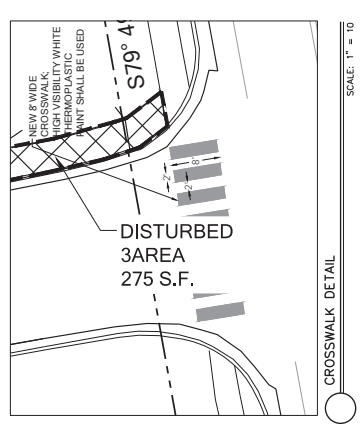 NEW 8' WIDE
CROSSWALK;
HIGH VISIBILITY WHITE
THERMOPLASTIC
PAINT SHALL BE USED
S79° 4
DISTURBED
3AREA
275 S.F.
2'
2'
8'
CROSSWALK DETAIL
SCALE: 1" = 10